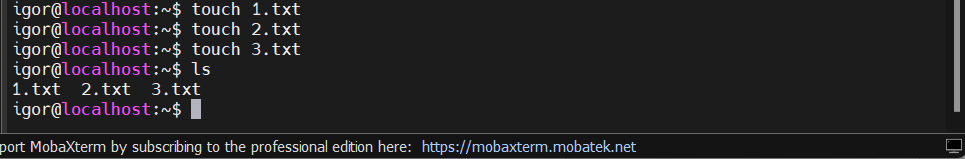 igor@localhost:~$ touch 1.txt
igor@localhost:~$ touch 2.txt
igor@localhost:~$ touch 3.txt
igor@localhost:~$ ls
1.txt  2.txt  3.txt
igor@localhost:~$
port MobaXterm by subscribing to the professional edition here:  https://mobaxterm.mobatek.net